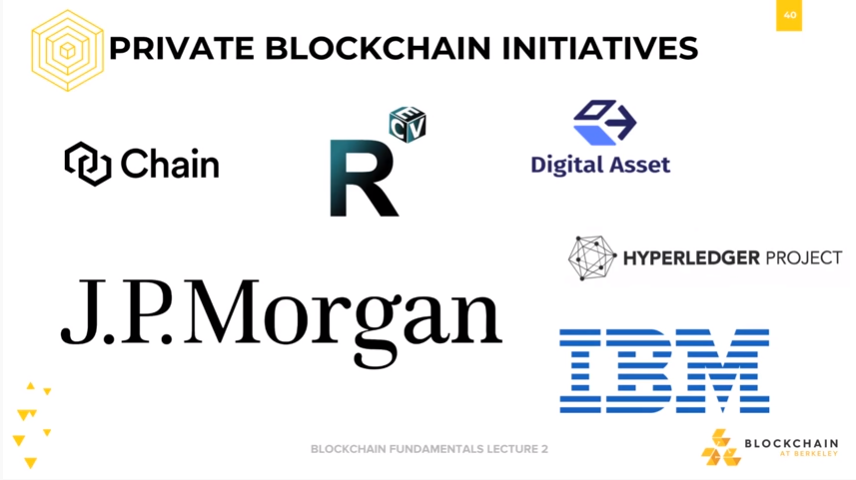 40
PRIVATE BLOCKCHAIN INITIATIVES
Chain
R
C E V
Digital Asset
HYPERLEDGER PROJECT
J.P.Morgan
IBM
BLOCKCHAIN FUNDAMENTALS LECTURE 2
BLOCKCHAIN
AT BERKELEY